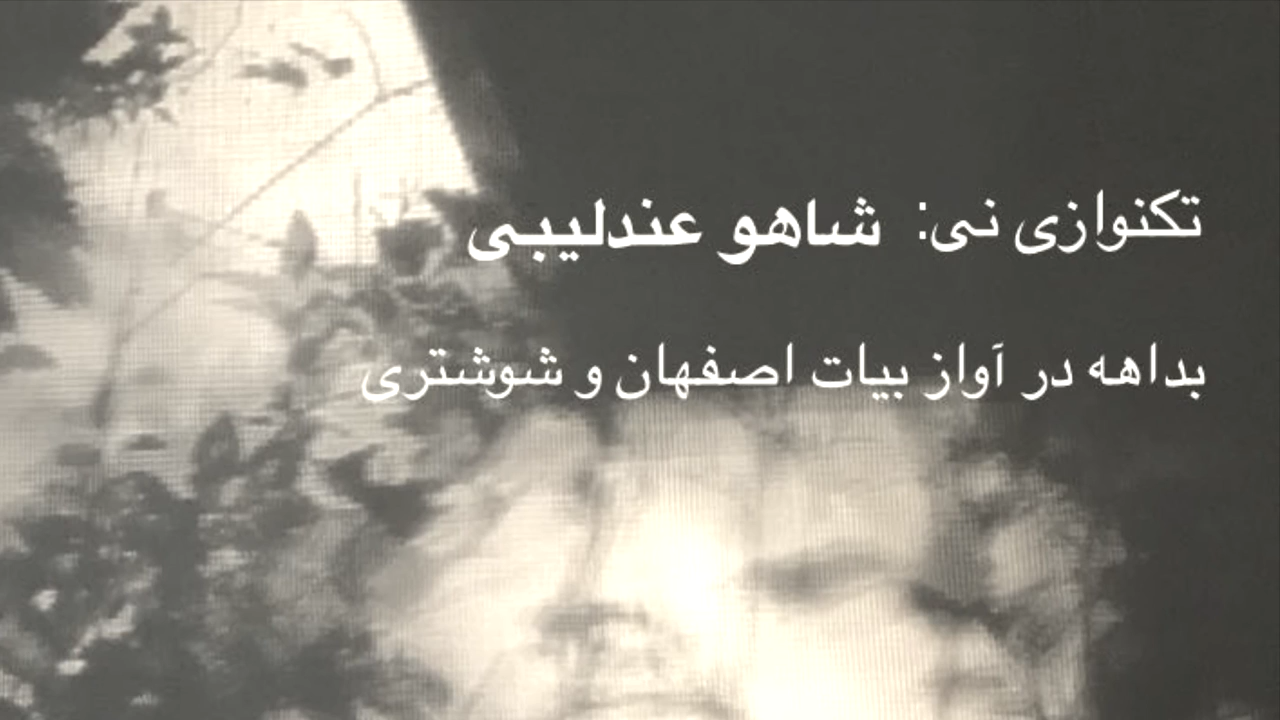 تکنوازی نی: شاهو عندلیبی
بداهه در آواز بیات اصفهان و شوشتری